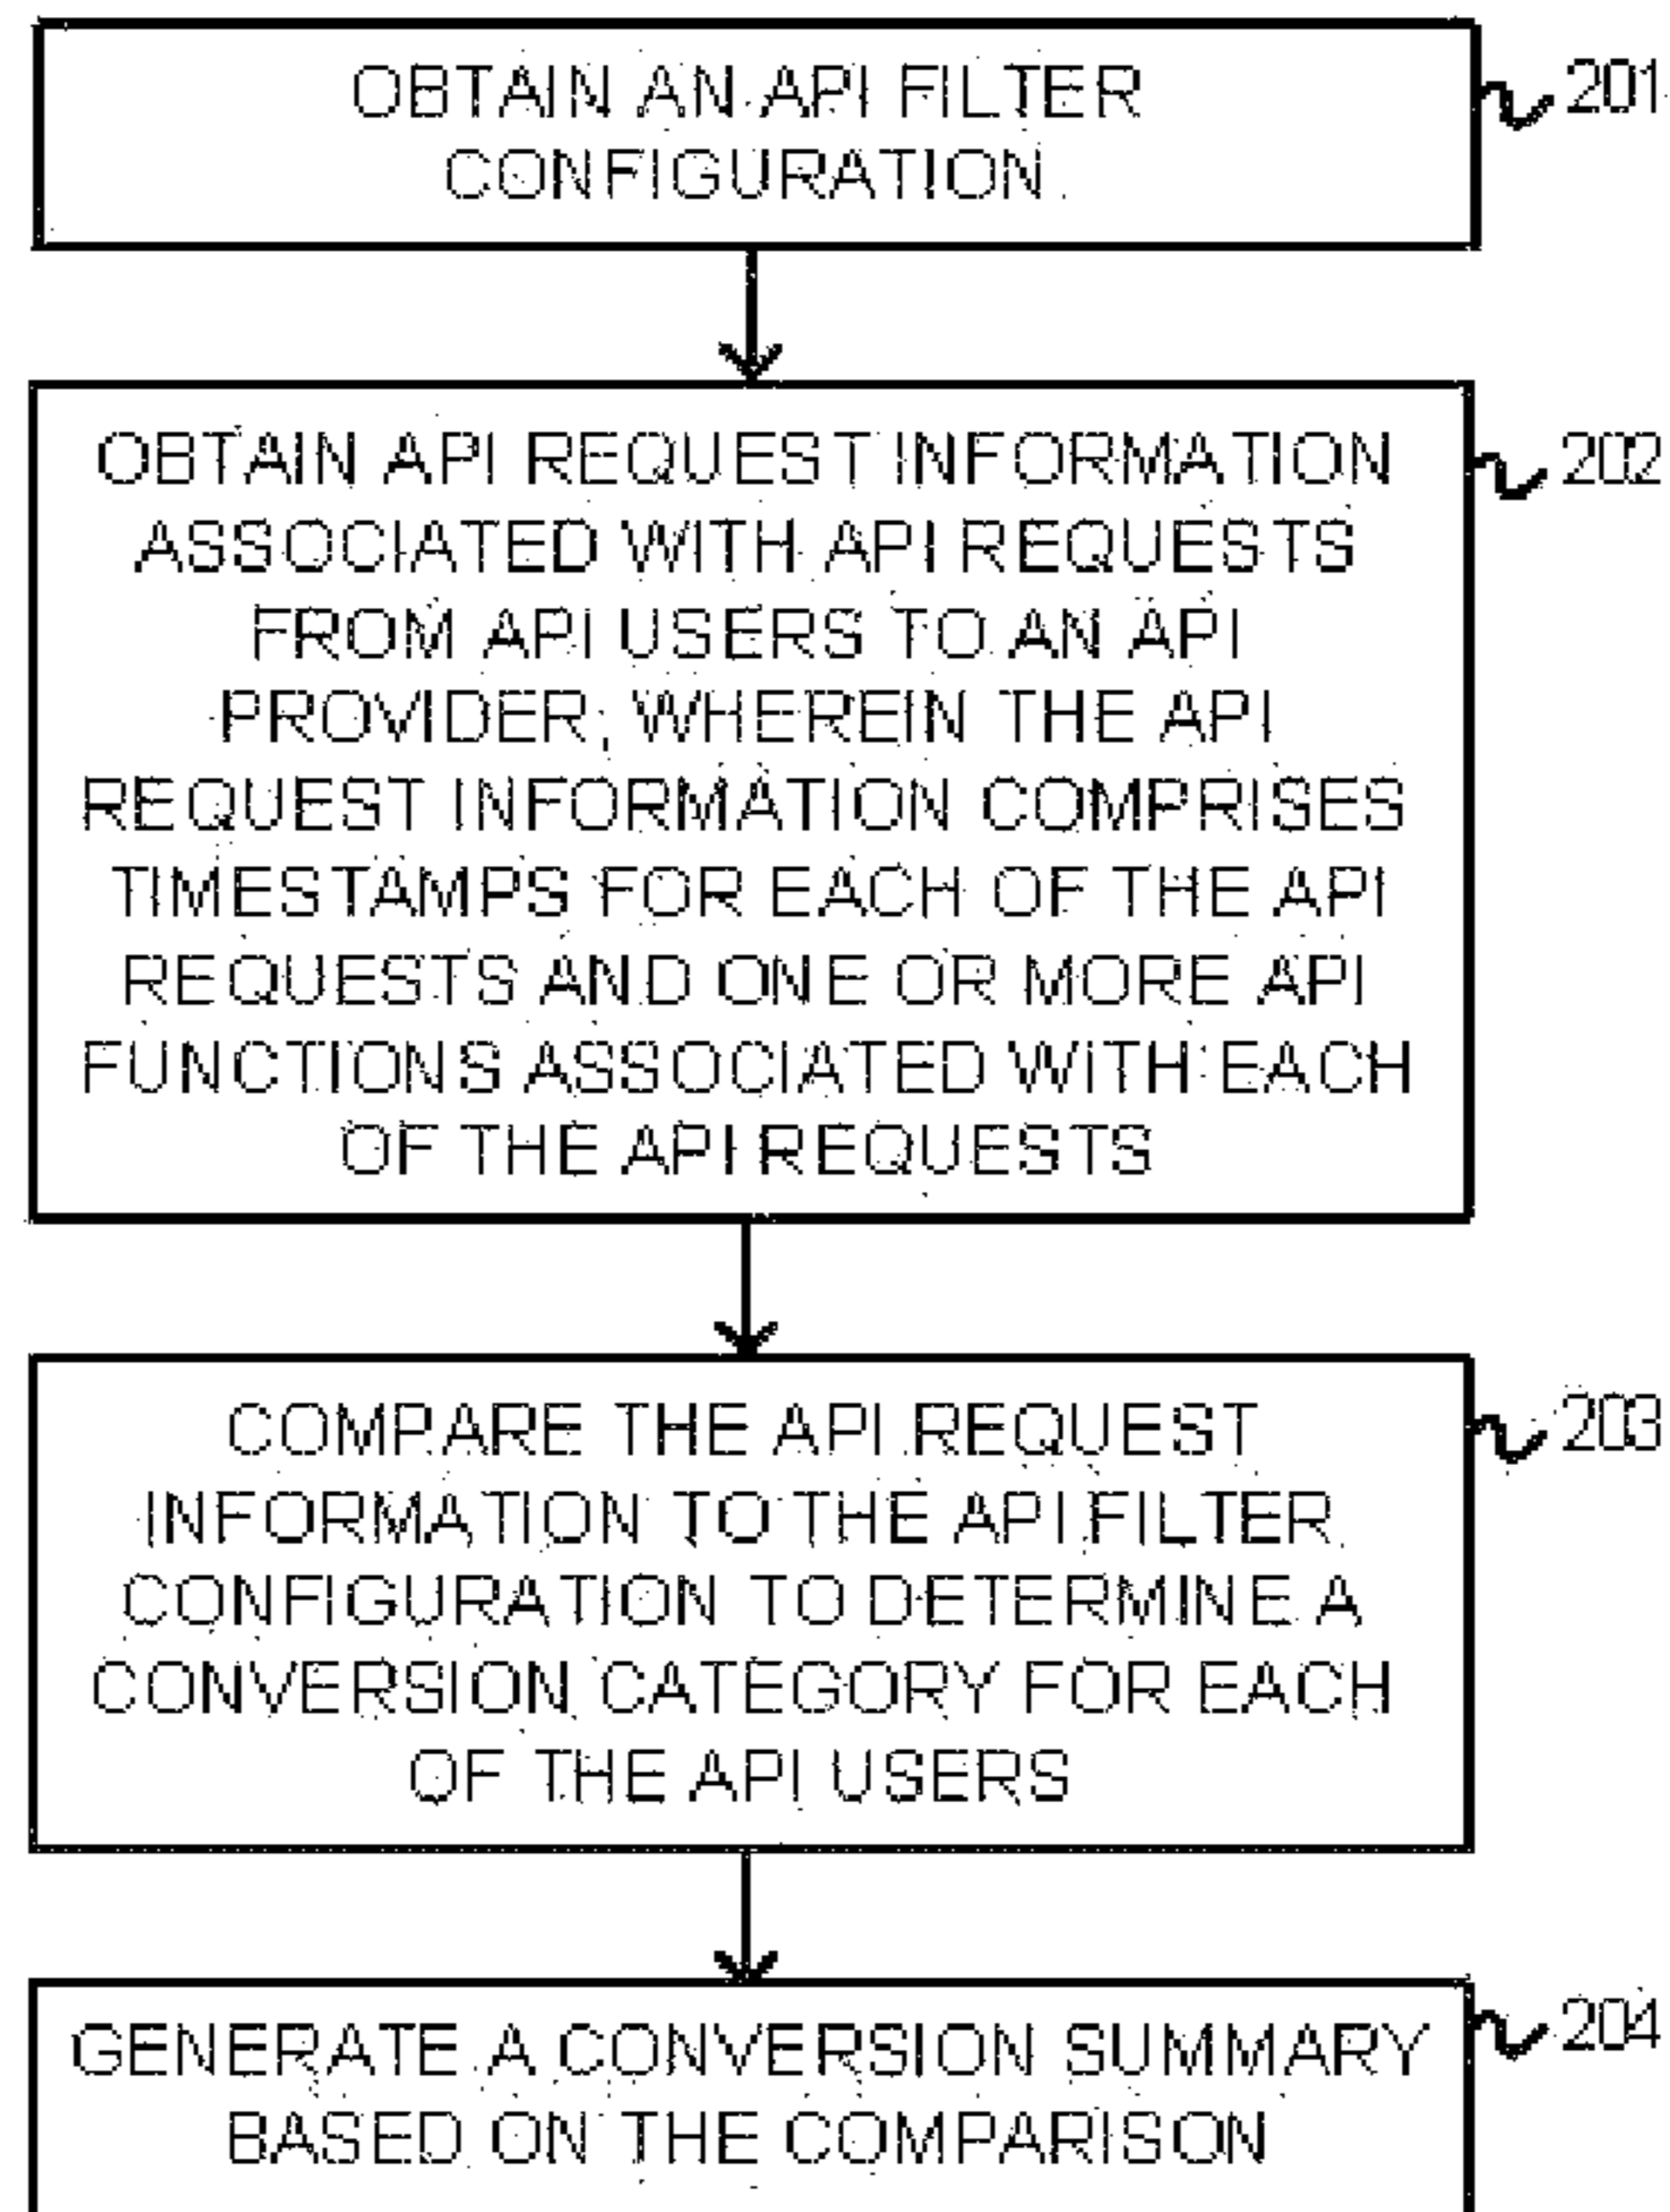 OBTAIN AN API FILTER
CONFIGURATION
201
OBTAIN API REQUEST INFORMATION
ASSOCIATED WITH API REQUESTS
FROM API USERS TO AN API
PROVIDER, WHEREIN THE API
REQUEST INFORMATION COMPRISES
TIMESTAMPS FOR EACH OF THE API
REQUESTS AND ONE OR MORE API
FUNCTIONS ASSOCIATED WITH EACH
OF THE API REQUESTS
202
COMPARE THE API REQUEST
INFORMATION TO THE API FILTER
CONFIGURATION TO DETERMINE A
CONVERSION CATEGORY FOR EACH
OF THE API USERS
203
GENERATE A CONVERSION SUMMARY
BASED ON THE COMPARISON
204